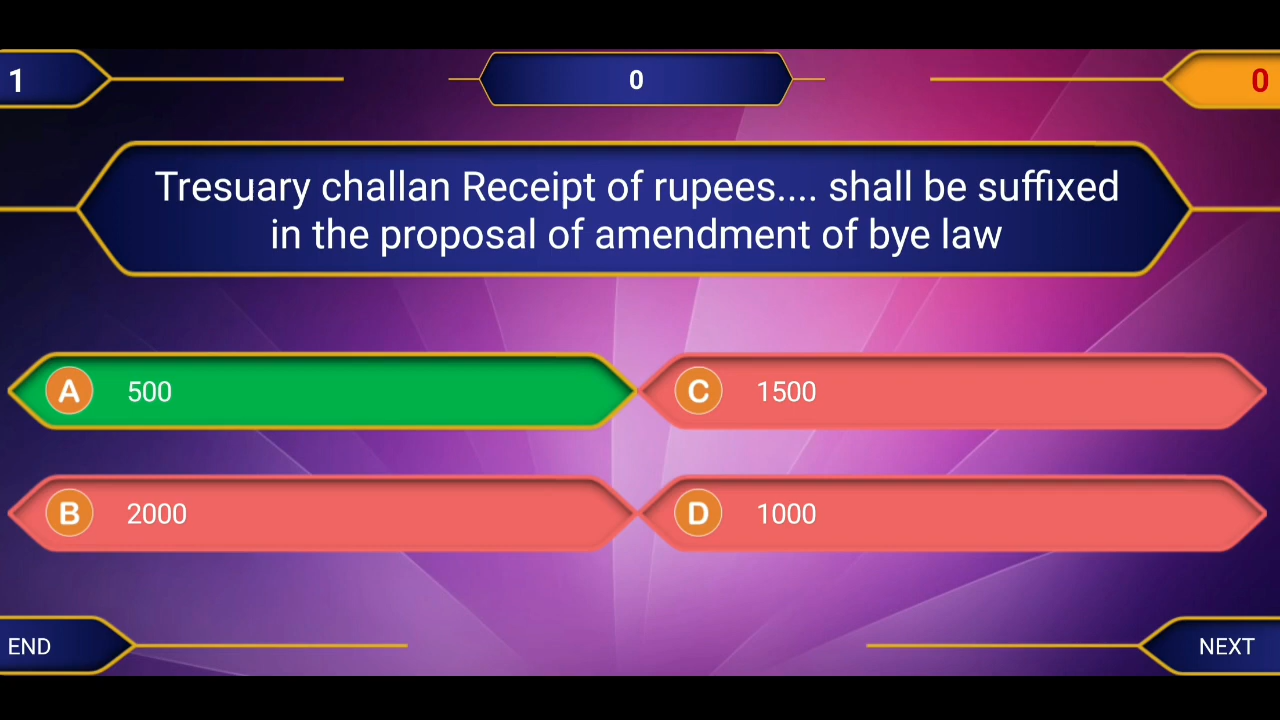 1
0
0
Tresuary challan Receipt of rupees.... shall be suffixed
in the proposal of amendment of bye law
A 500
C 1500
B 2000
D 1000
END
NEXT